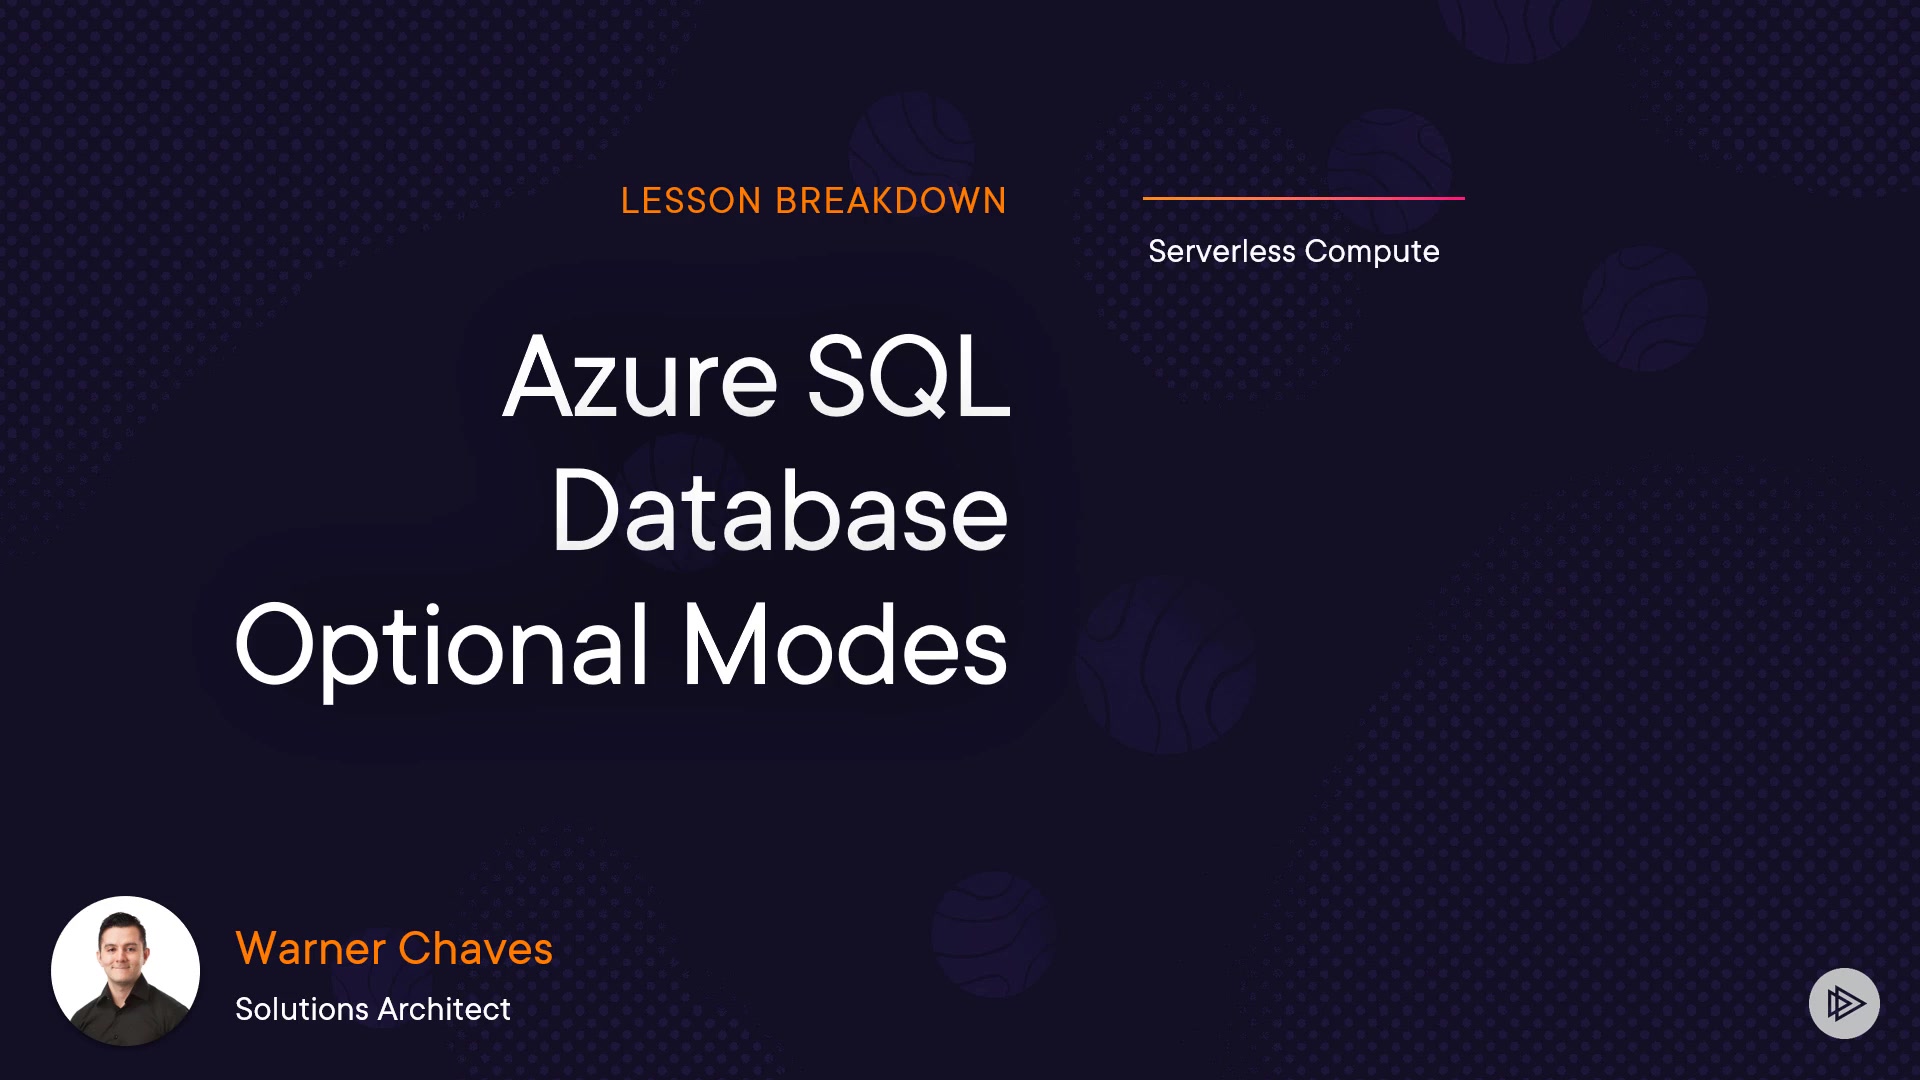 LESSON BREAKDOWN
Azure SQL
Database
Optional Modes
Serverless Compute
Warner Chaves
Solutions Architect